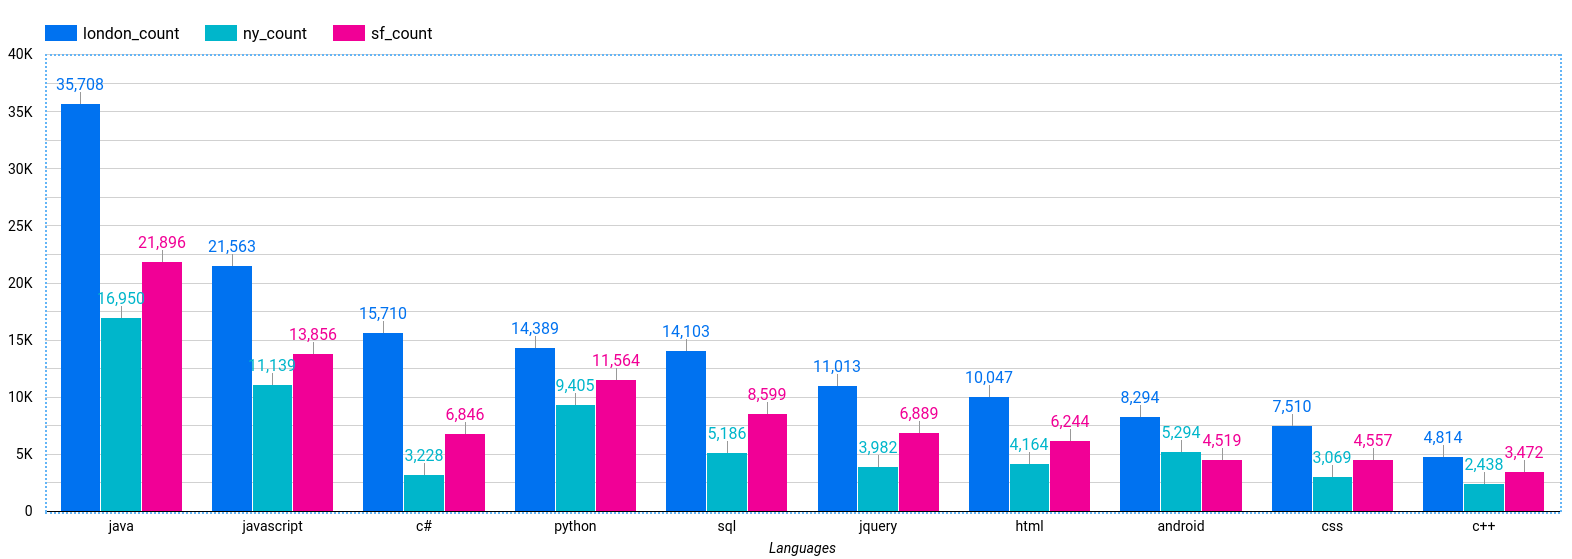 london_count ny_count sf_count
40K
35K
30K
25K
20K
15K
10K
5K
0
35,708 16,950 21,896
21,563 11,139 13,856
15,710 3,228 6,846
14,389 9,405 11,564
14,103 5,186 8,599
11,013 3,982 6,889
10,047 4,164 6,244
8,294 5,294 4,519
7,510 3,069 4,557
4,814 2,438 3,472
java javascript c# python sql jquery html android css c++
Languages